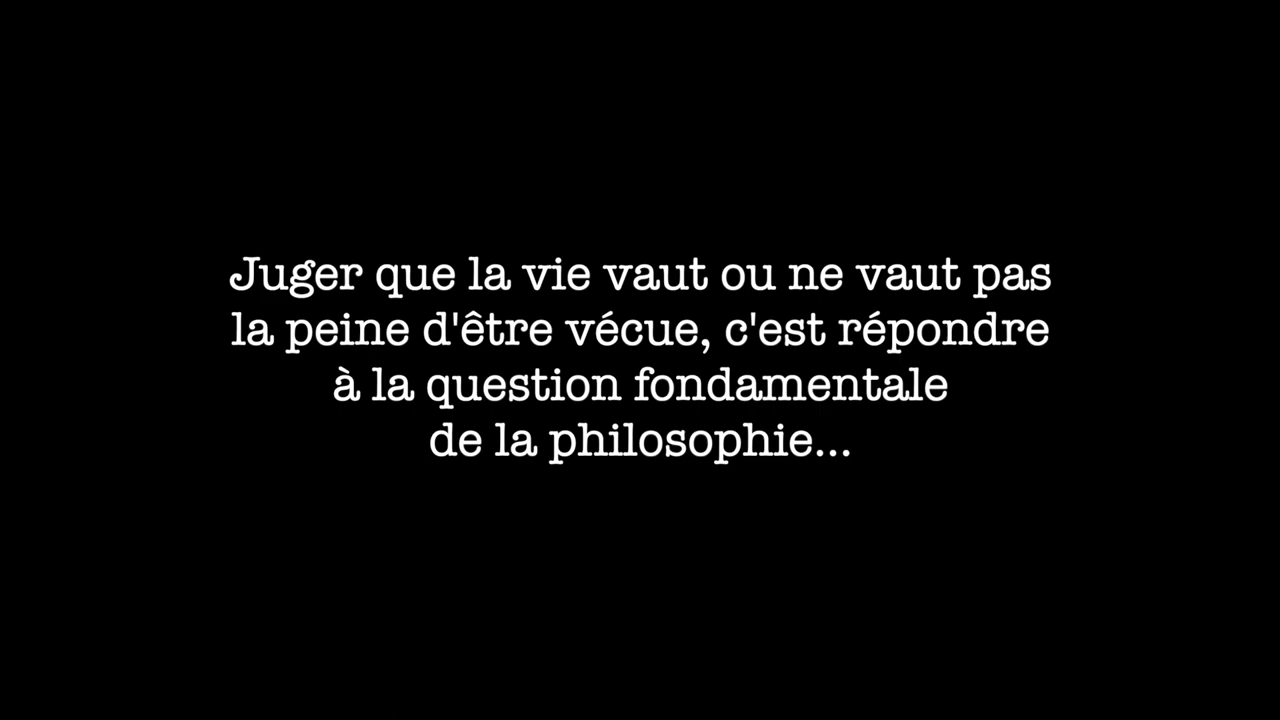 Juger que la vie vaut ou ne vaut pas
la peine d'être vécue, c'est répondre
à la question fondamentale
de la philosophie...